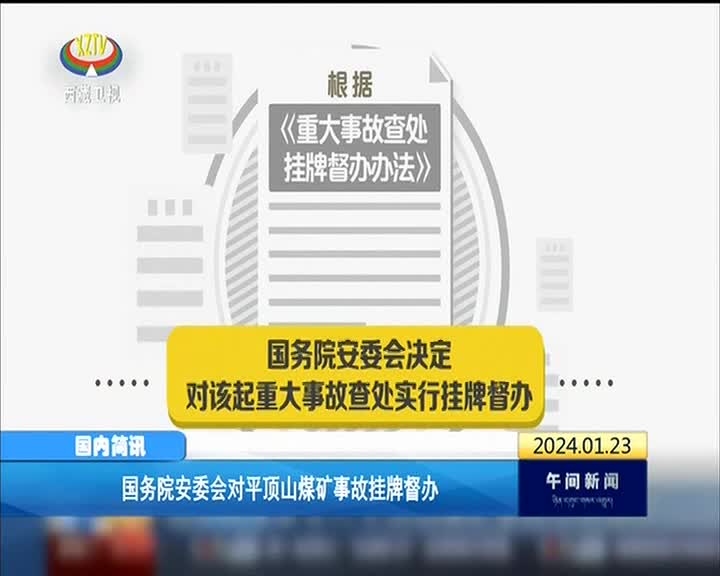 XZTV
西藏卫视
根据
《重大事故查处
挂牌督办办法》
国务院安委会决定
对该起重大事故查处实行挂牌督办
国内简讯
2024.01.23
国务院安委会对平顶山煤矿事故挂牌督办
午间新闻